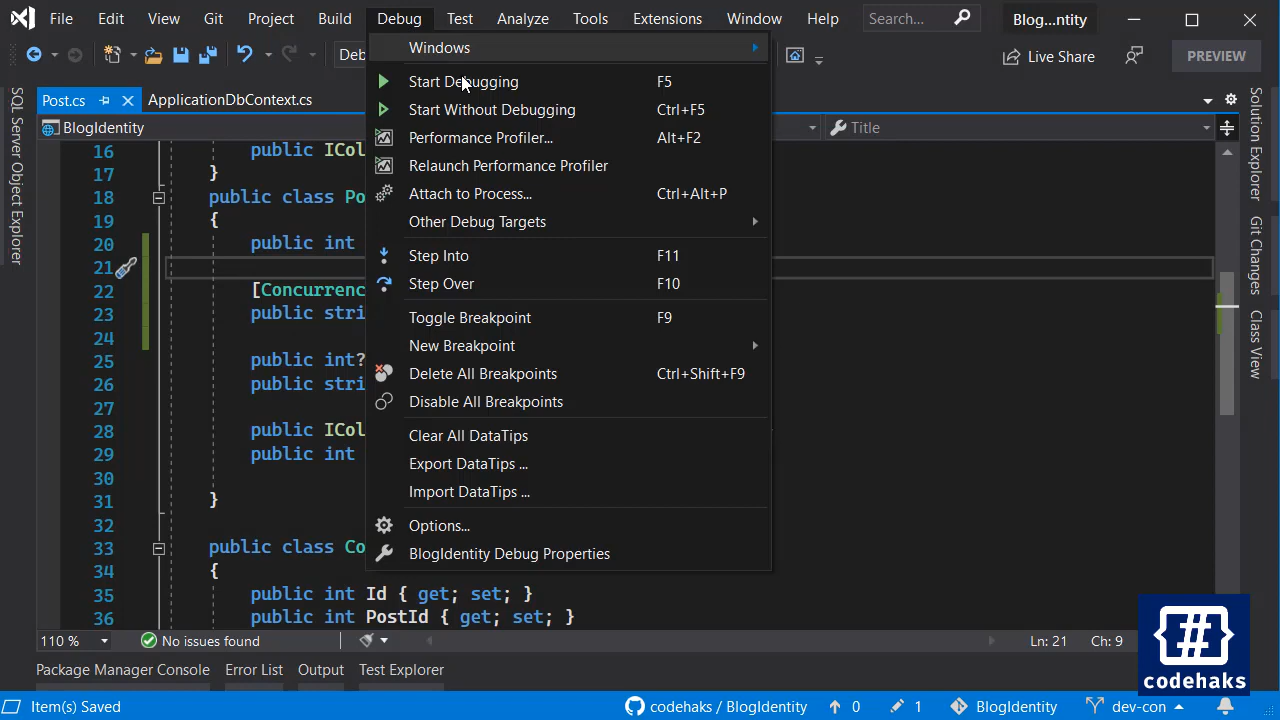 File Edit View Git Project Build Debug Test Analyze Tools Extensions Window Help Search... Blog...ntity
Deb Live Share PREVIEW
SQL Server Object Explorer
Post.cs ApplicationDbContext.cs
BlogIdentity Title
Windows
Start Debugging F5
Start Without Debugging Ctrl+F5
Performance Profiler... Alt+F2
Relaunch Performance Profiler
Attach to Process... Ctrl+Alt+P
Other Debug Targets
Step Into F11
Step Over F10
Toggle Breakpoint F9
New Breakpoint
Delete All Breakpoints Ctrl+Shift+F9
Disable All Breakpoints
Clear All DataTips
Export DataTips ...
Import DataTips ...
Options...
BlogIdentity Debug Properties
16 public ICol
17 }
18 public class Po
19 {
20 public int
21
22 [Concurrenc
23 public stri
24
25 public int?
26 public stri
27
28 public ICol
29 public int
30
31 }
32
33 public class Co
34 {
35 public int Id { get; set; }
36 public int PostId { get; set; }
Solution Explorer
Git Changes
Class View
110 % No issues found Ln: 21 Ch: 9
Package Manager Console Error List Output Test Explorer
Item(s) Saved codehaks / BlogIdentity 0 1 BlogIdentity dev-con
{#}
codehaks